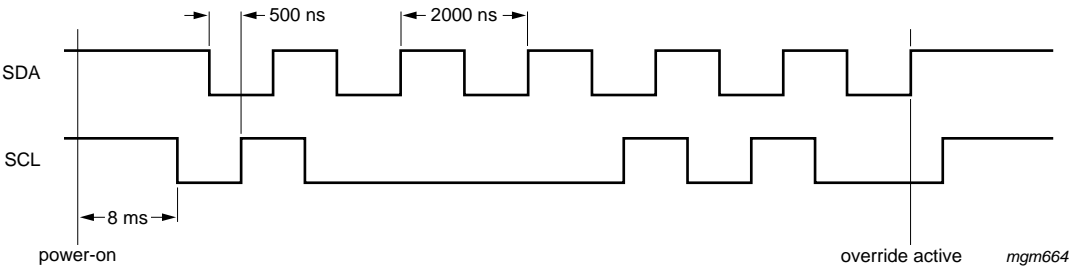 500 ns
2000 ns
SDA
SCL
8 ms
power-on
override active
mgm664